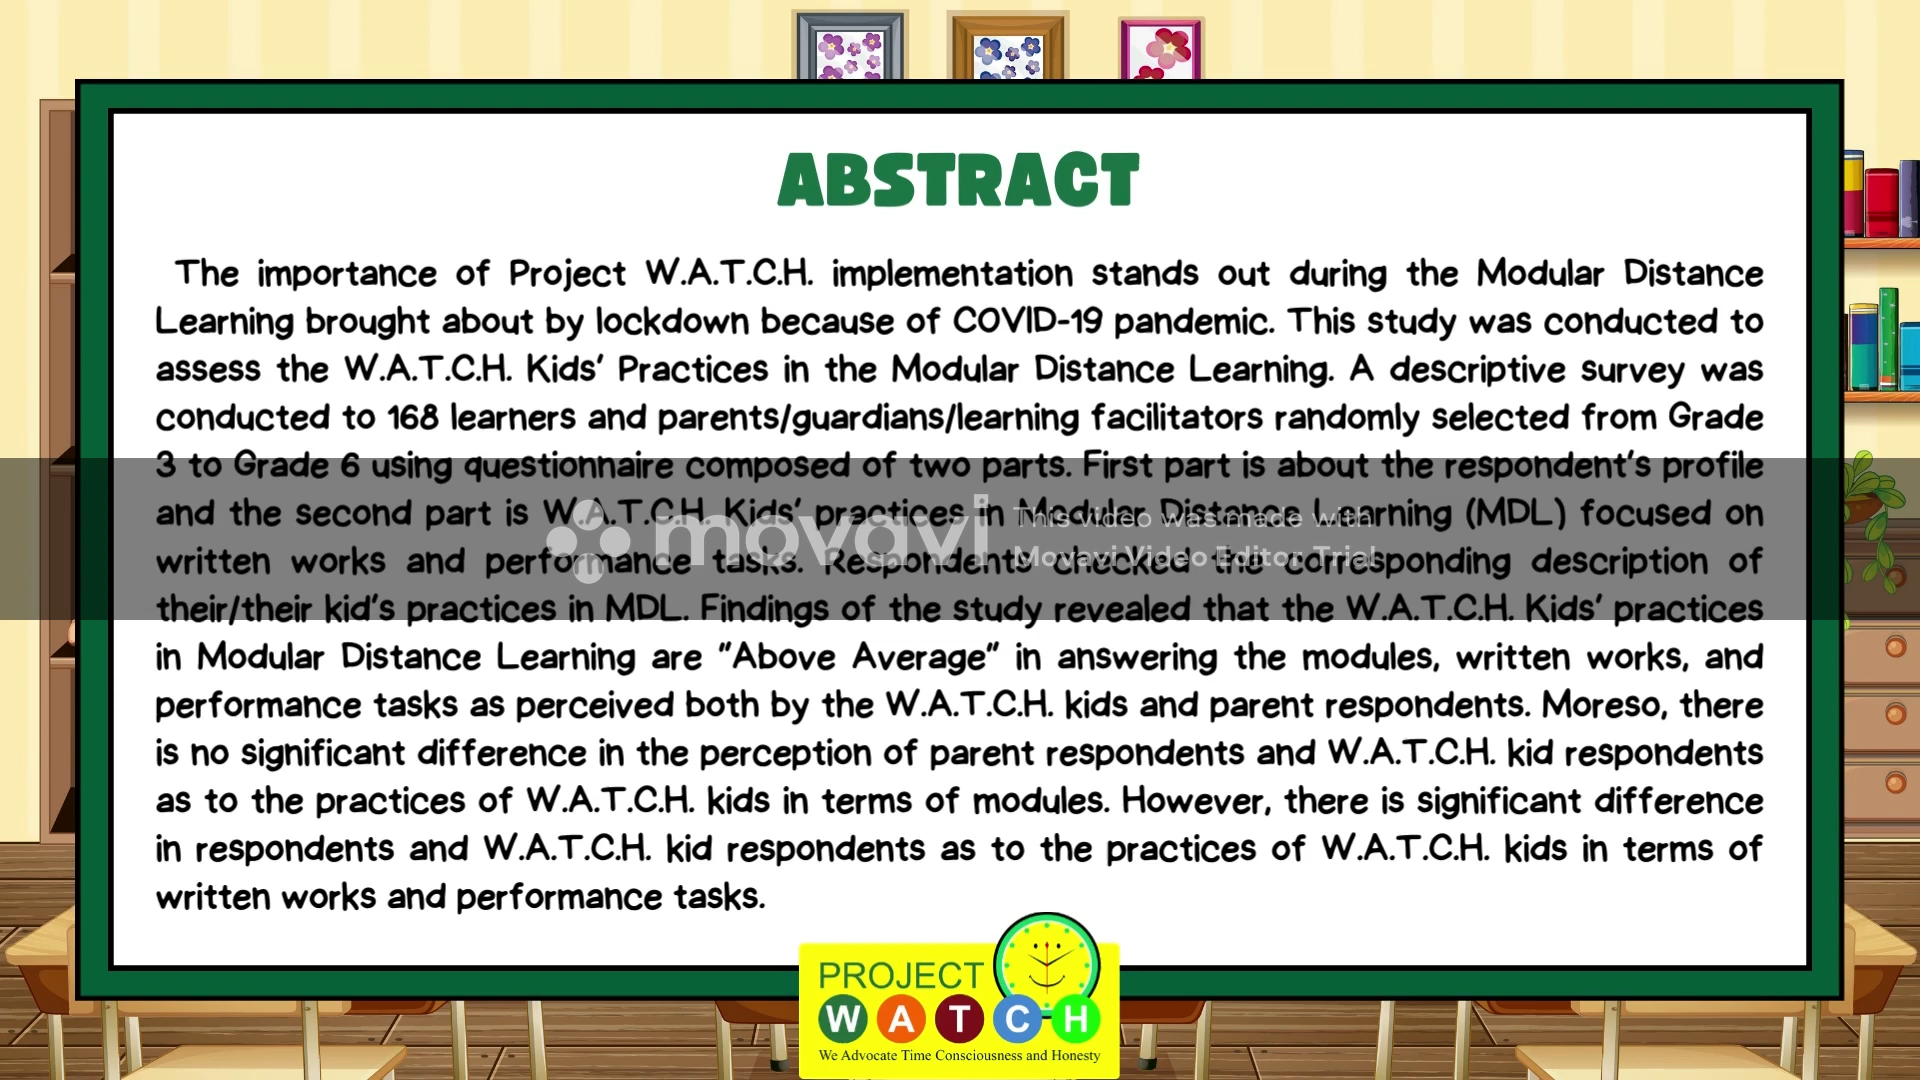 ABSTRACT
The importance of Project W.A.T.C.H. implementation stands out during the Modular Distance
Learning brought about by lockdown because of COVID-19 pandemic. This study was conducted to
assess the W.A.T.C.H. Kids' Practices in the Modular Distance Learning. A descriptive survey was
conducted to 168 learners and parents/guardians/learning facilitators randomly selected from Grade
3 to Grade 6 using questionnaire composed of two parts. First part is about the respondent's profile
and the second part is W.A.T.C.H. Kids' practices in Modular Distance Learning (MDL) focused on
written works and performance tasks. Respondents checked the corresponding description of
their/their kid's practices in MDL. Findings of the study revealed that the W.A.T.C.H. Kids' practices
in Modular Distance Learning are "Above Average" in answering the modules, written works, and
performance tasks as perceived both by the W.A.T.C.H. kids and parent respondents. Moreso, there
is no significant difference in the perception of parent respondents and W.A.T.C.H. kid respondents
as to the practices of W.A.T.C.H. kids in terms of modules. However, there is significant difference
in respondents and W.A.T.C.H. kid respondents as to the practices of W.A.T.C.H. kids in terms of
written works and performance tasks.
movavi
This video was made with
Movavi Video Editor Trial
PROJECT
WATCH
We Advocate Time Consciousness and Honesty